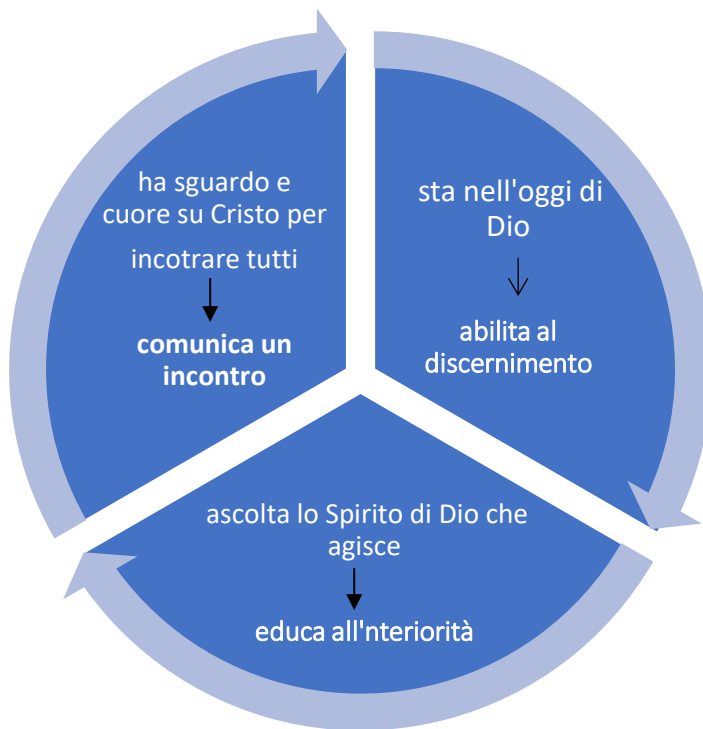 ha sguardo e
cuore su Cristo per
incotrare tutti
comunica un
incontro
sta nell'oggi di
Dio
abilita al
discernimento
ascolta lo Spirito di Dio che
agisce
educa all'nteriorità